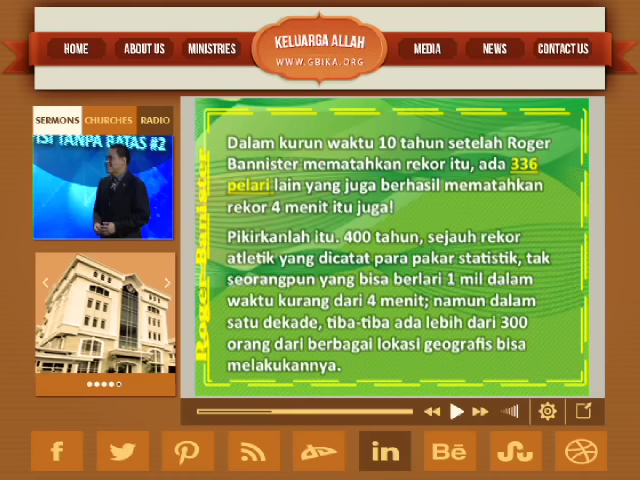 HOME
ABOUT US
MINISTRIES
KELUARGA ALLAH
WWW.GBIKA.ORG
MEDIA
NEWS
CONTACT US
SERMONS
CHURCHES
RADIO
ISI TANPA BATAS #2
Roger Bannister
Dalam kurun waktu 10 tahun setelah Roger
Bannister mematahkan rekor itu, ada 336
pelari lain yang juga berhasil mematahkan
rekor 4 menit itu juga!
Pikirkanlah itu. 400 tahun, sejauh rekor
atletik yang dicatat para pakar statistik, tak
seorangpun yang bisa berlari 1 mil dalam
waktu kurang dari 4 menit; namun dalam
satu dekade, tiba-tiba ada lebih dari 300
orang dari berbagai lokasi geografis bisa
melakukannya.
f
in
Bē